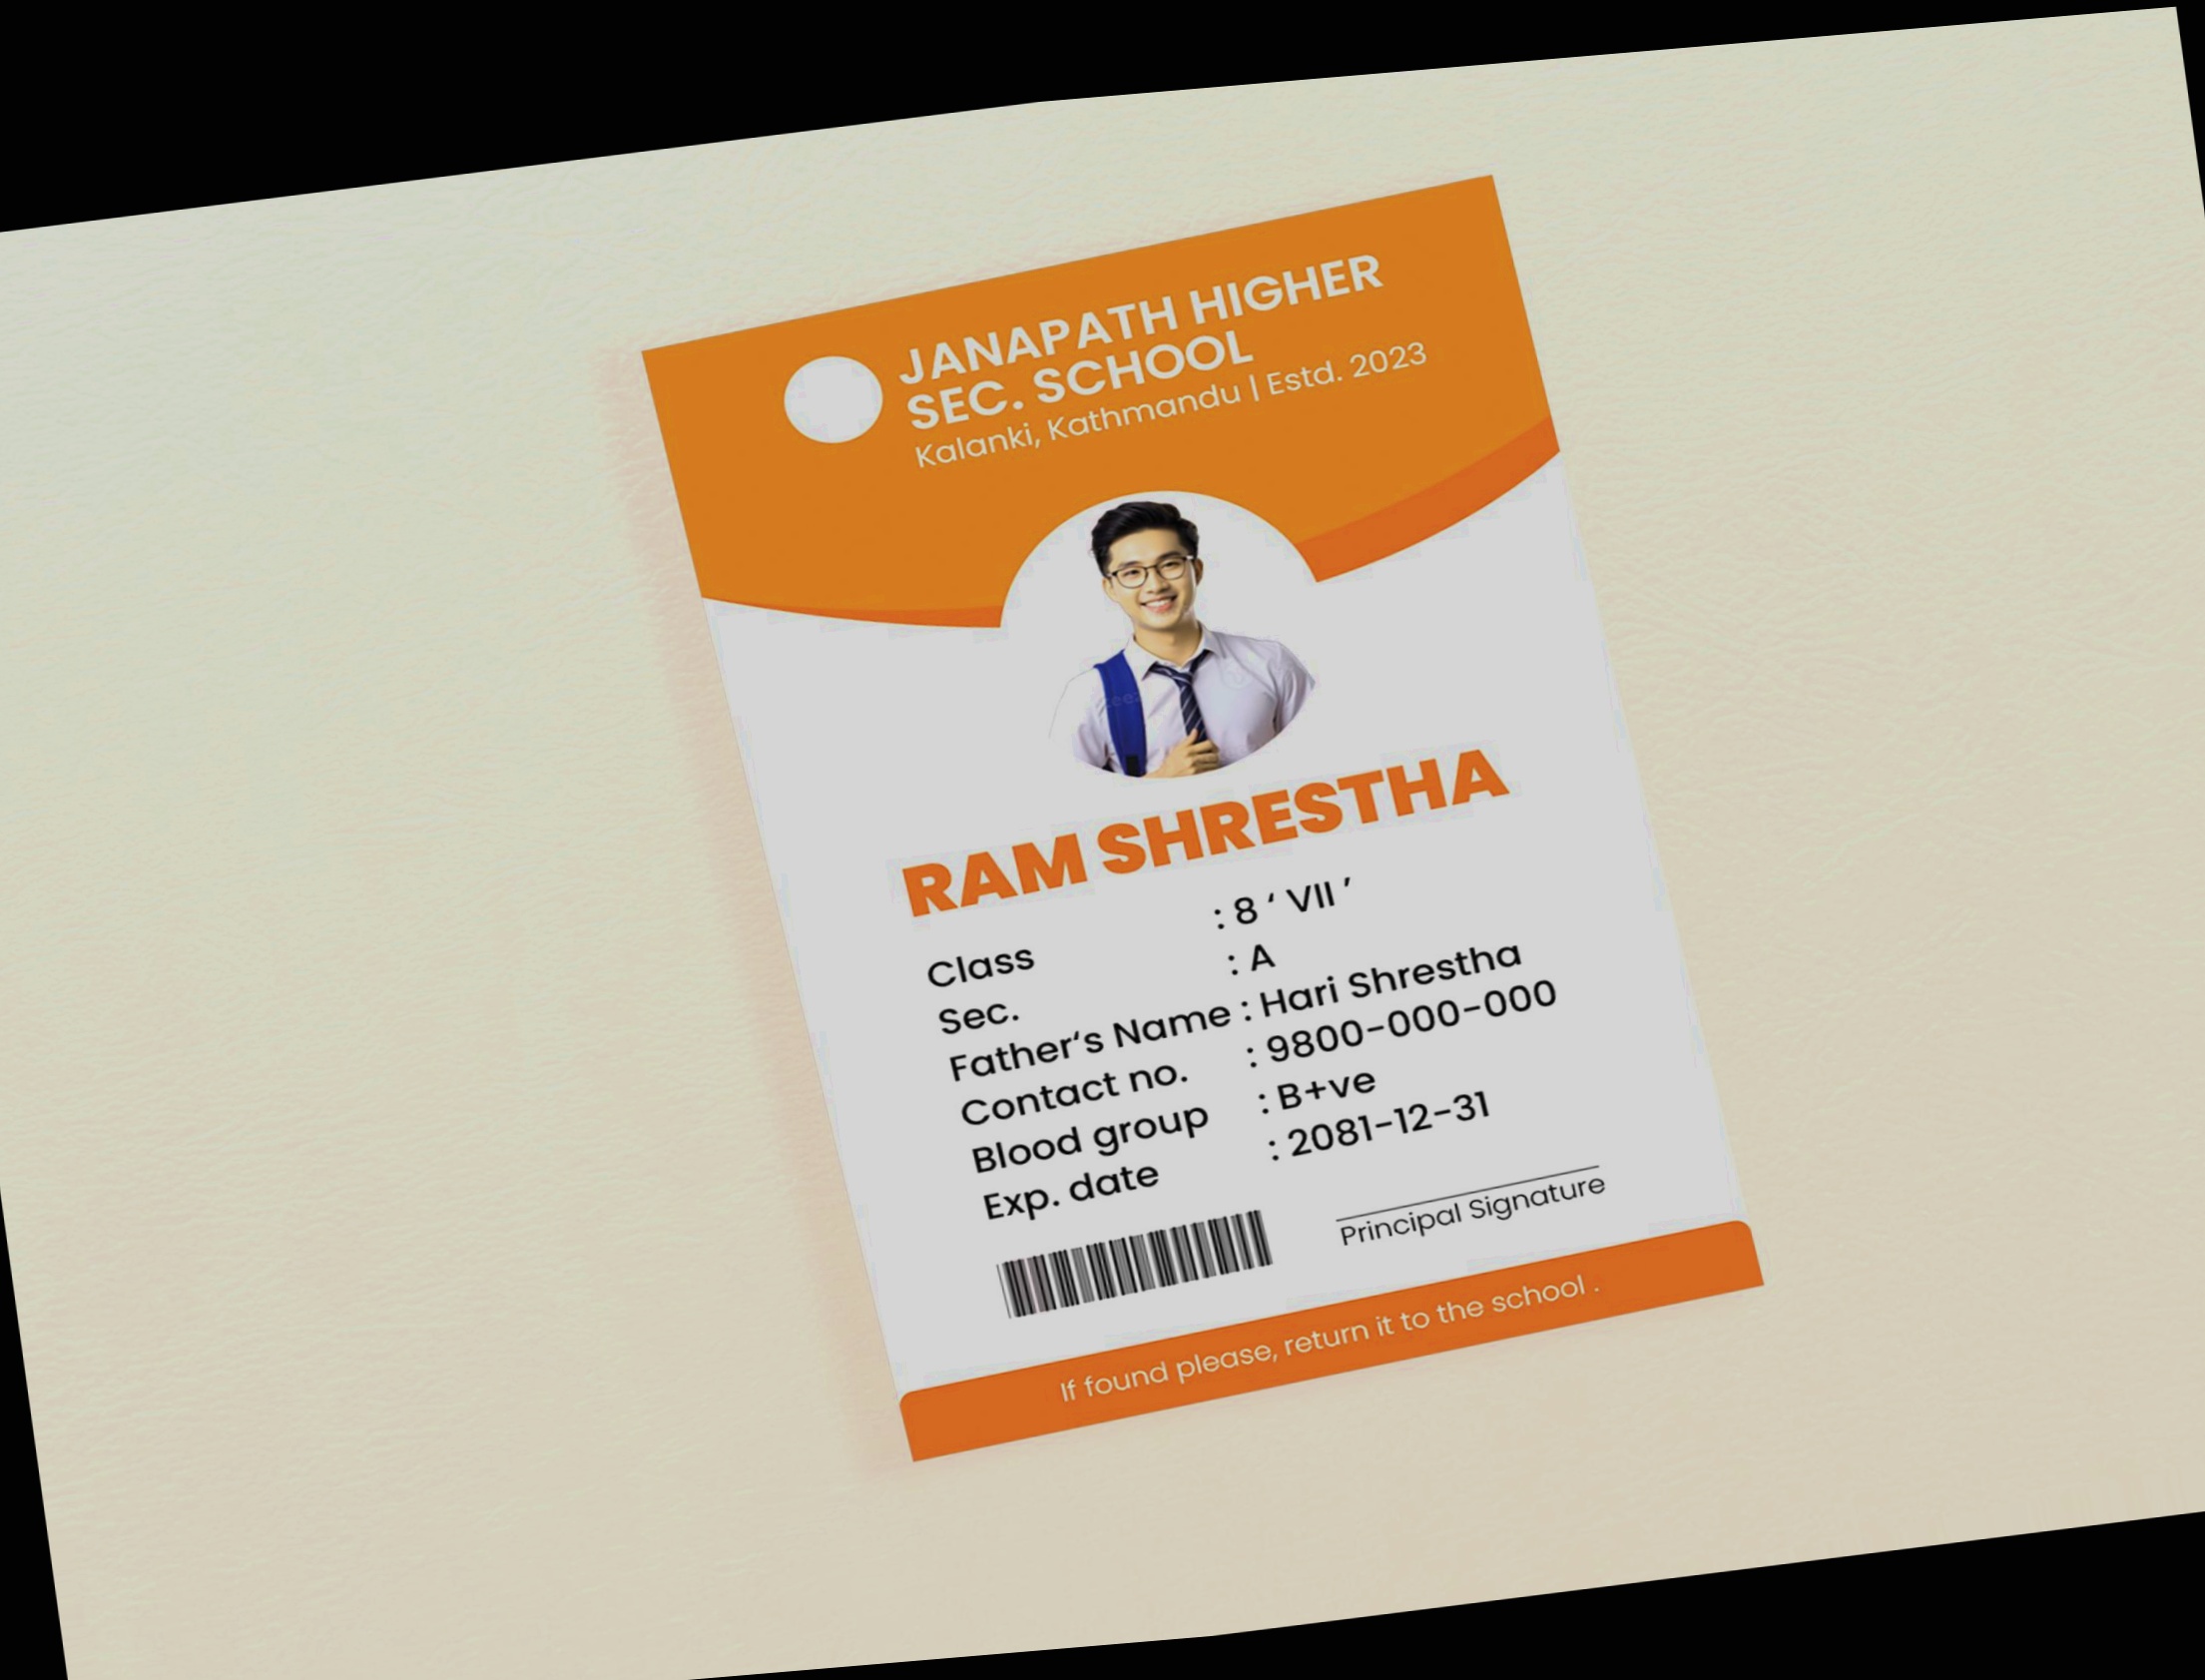 JANAPATH HIGHER
SEC. SCHOOL
Kalanki, Kathmandu | Estd. 2023
RAM SHRESTHA
Class : 8 ‘ VII ’
Sec. : A
Father‘s Name : Hari Shrestha
Contact no. : 9800-000-000
Blood group : B+ve
Exp. date : 2081-12-31
Principal Signature
If found please, return it to the school .